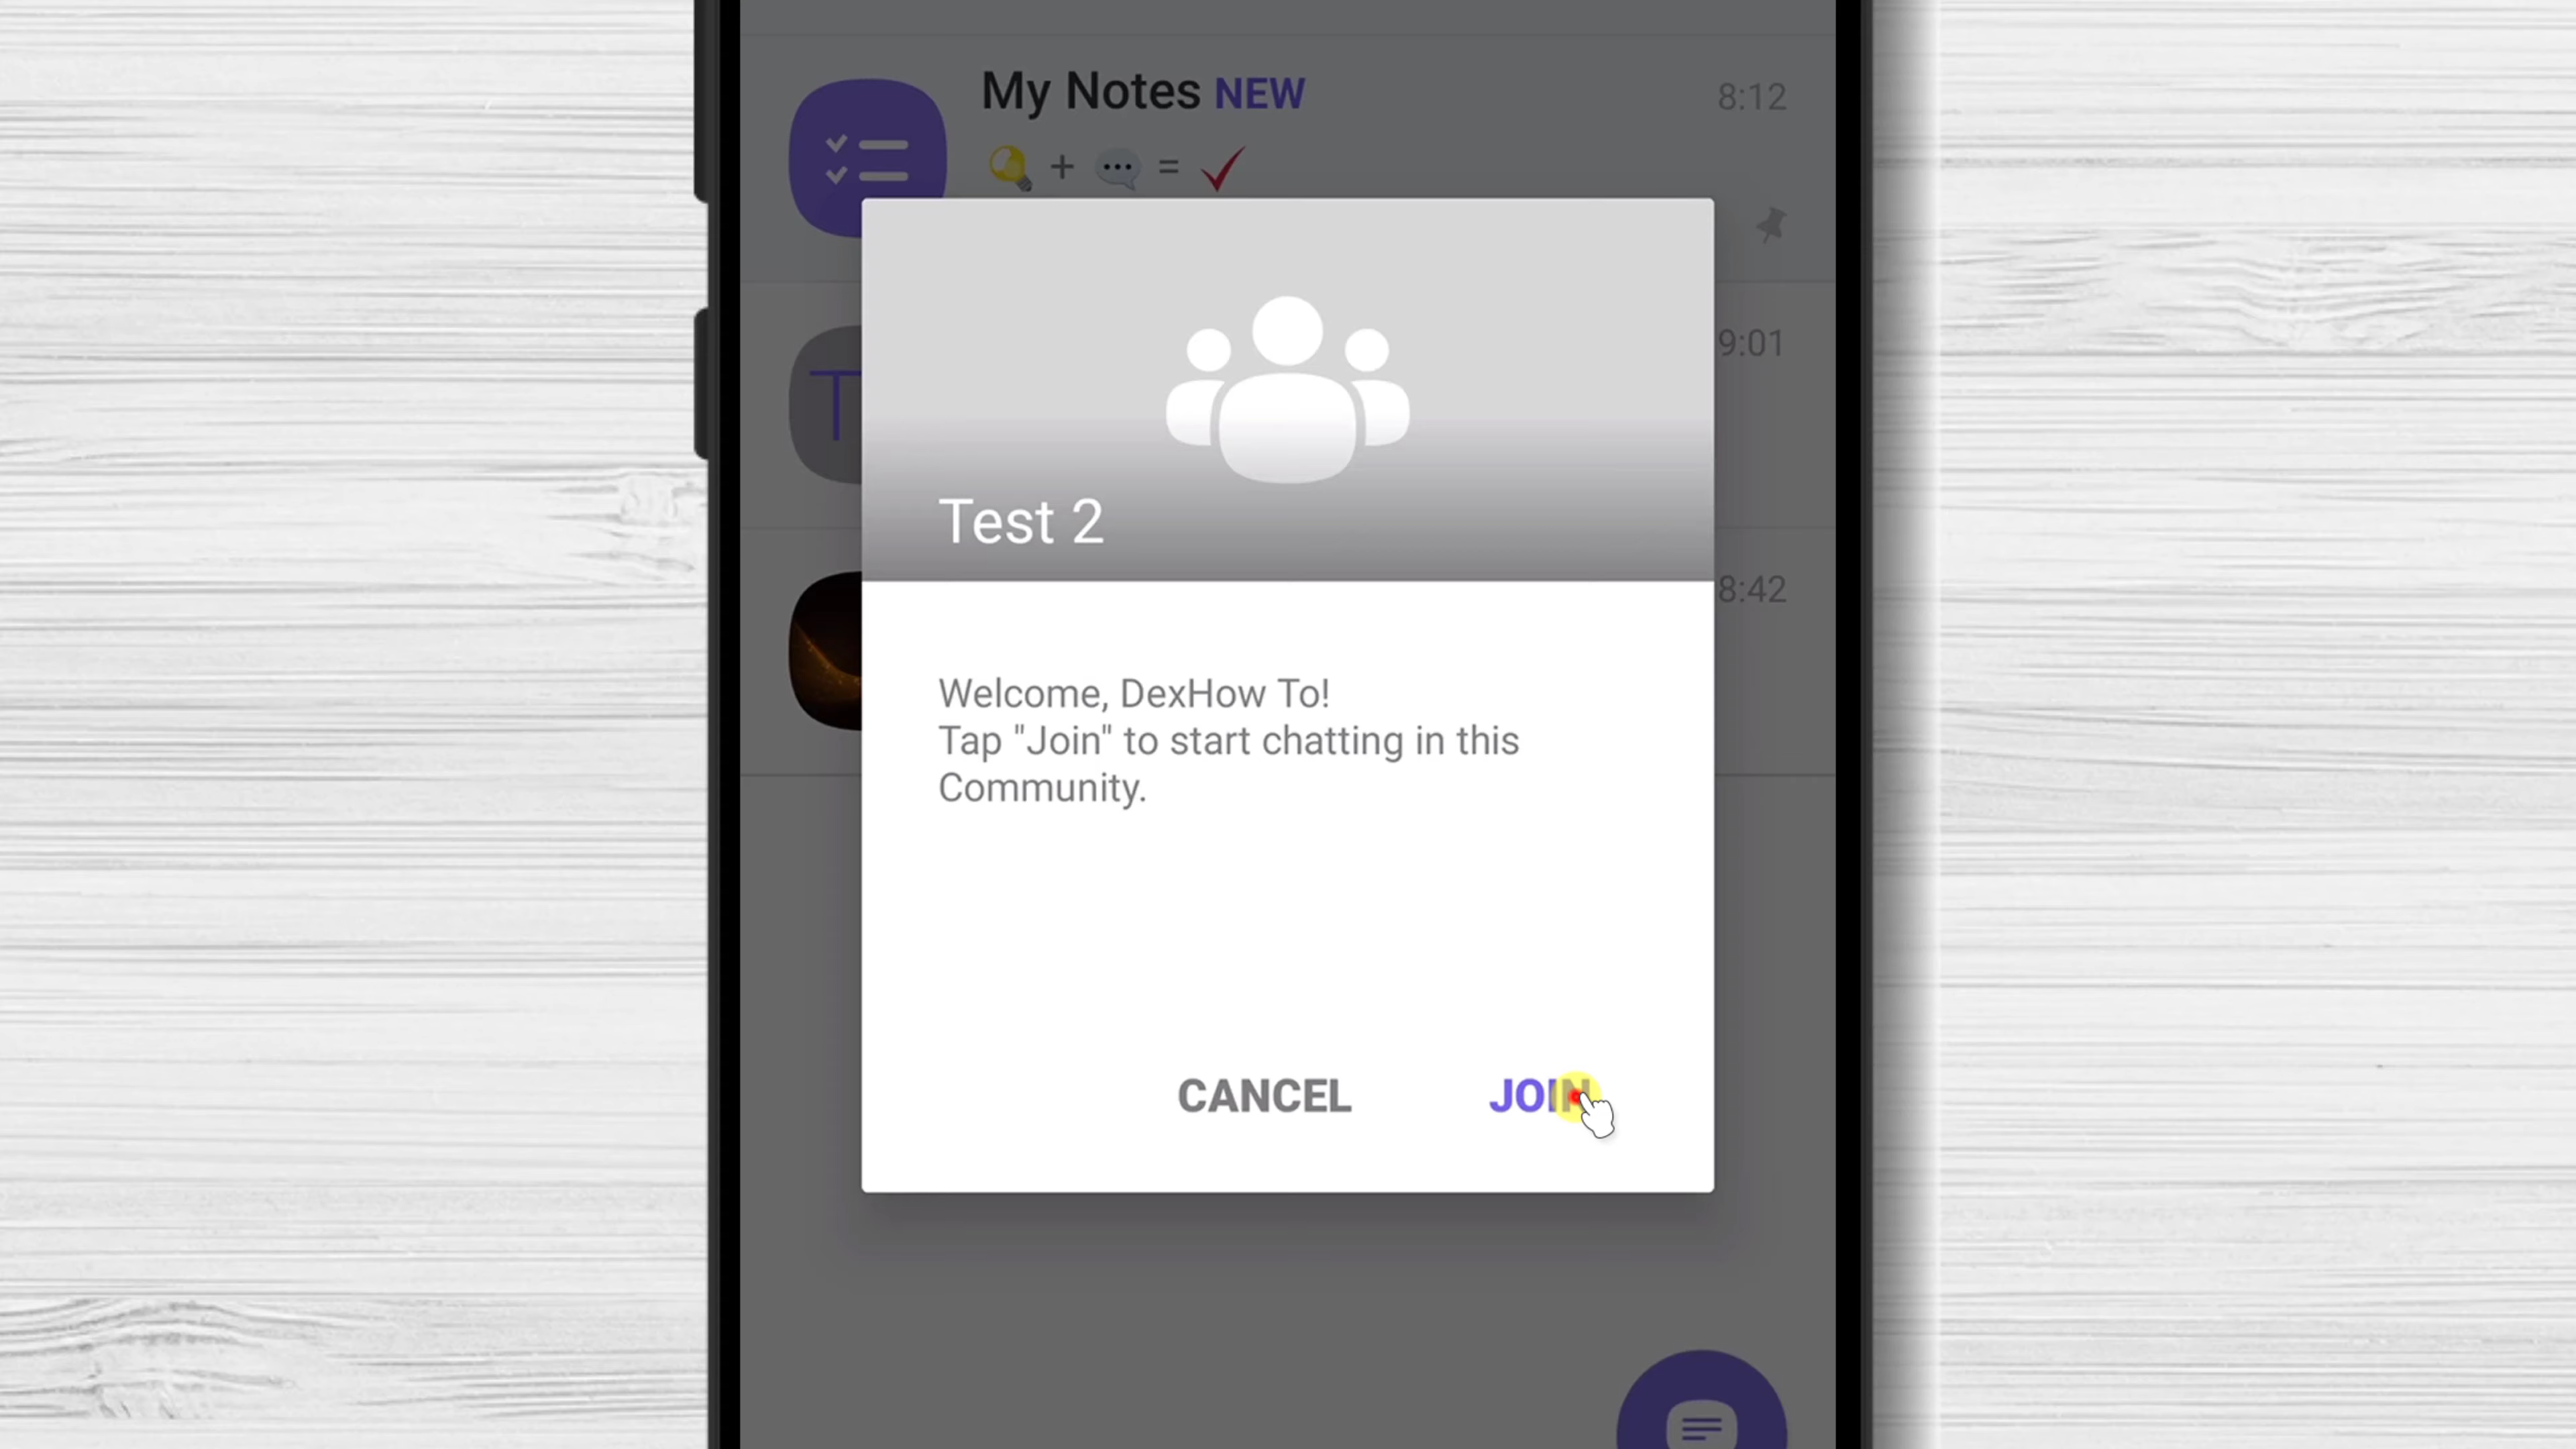 My Notes NEW
8:12
+ =
T
9:01
8:42
Test 2
Welcome, DexHow To!
Tap "Join" to start chatting in this
Community.
CANCEL
JOIN